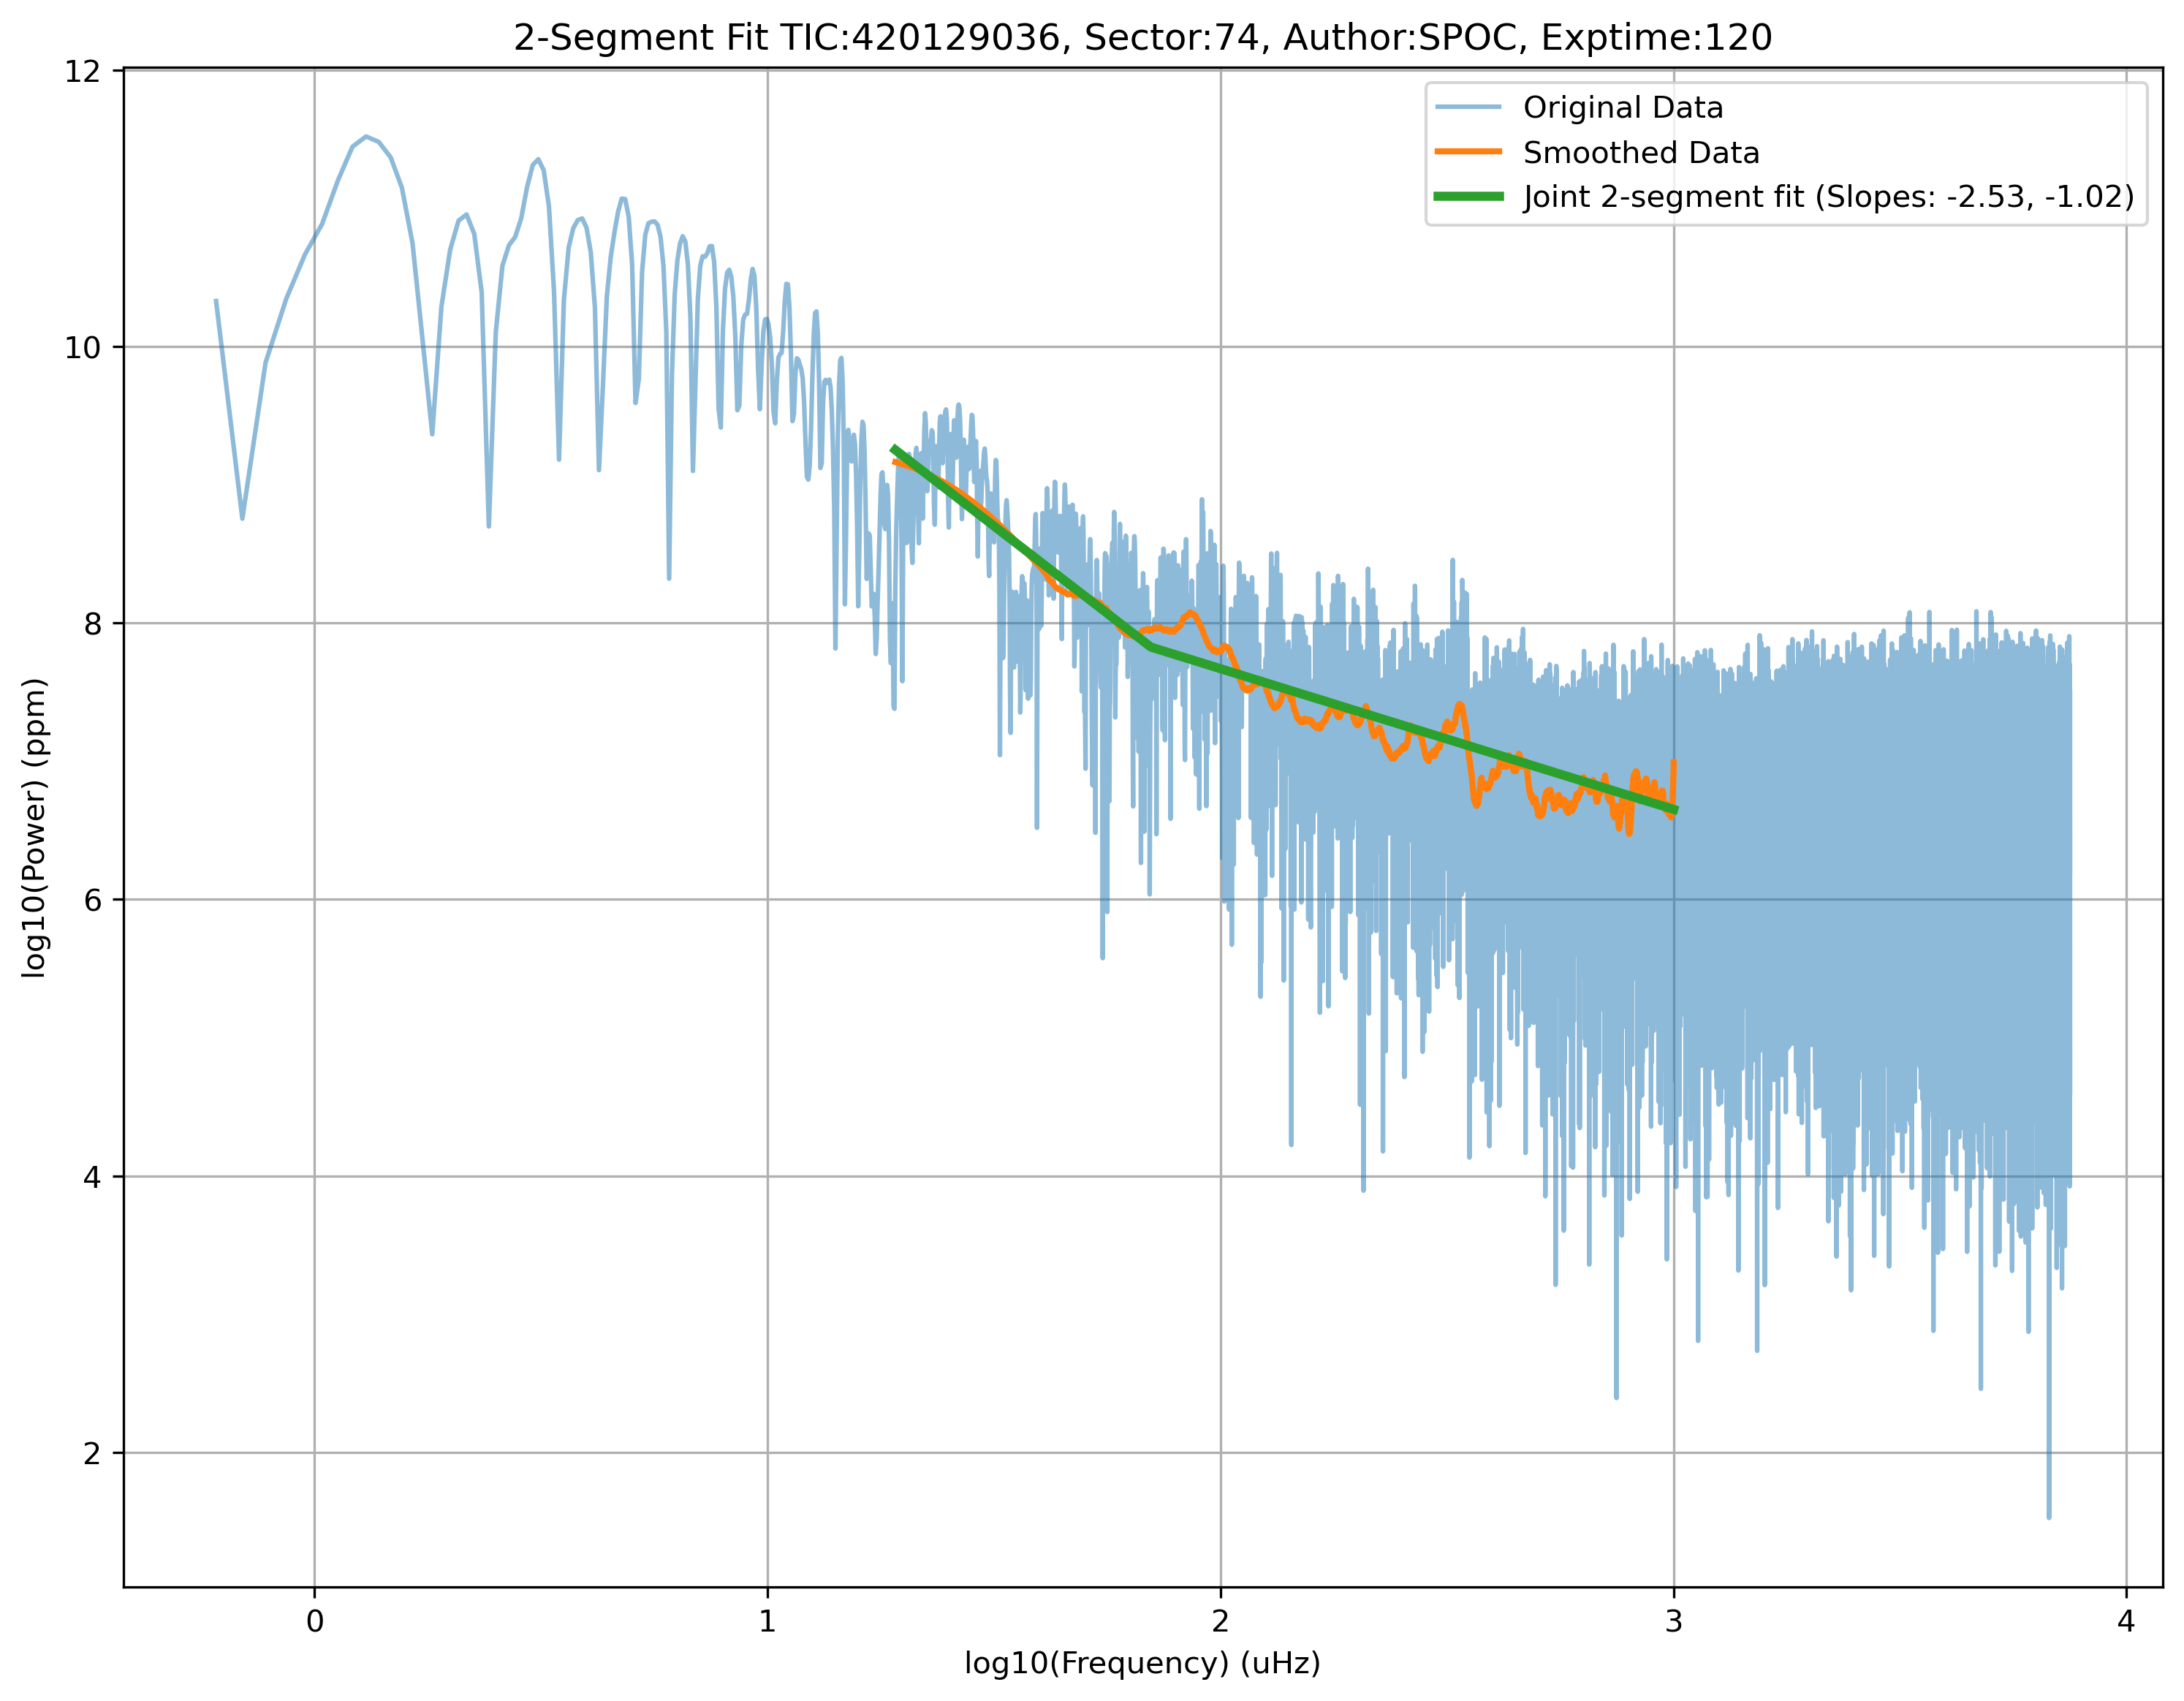 2-Segment Fit TIC:420129036, Sector:74, Author:SPOC, Exptime:120
Original Data
Smoothed Data
Joint 2-segment fit (Slopes: -2.53, -1.02)
log10(Power) (ppm)
12
10
8
6
4
2
0 1 2 3 4
log10(Frequency) (uHz)